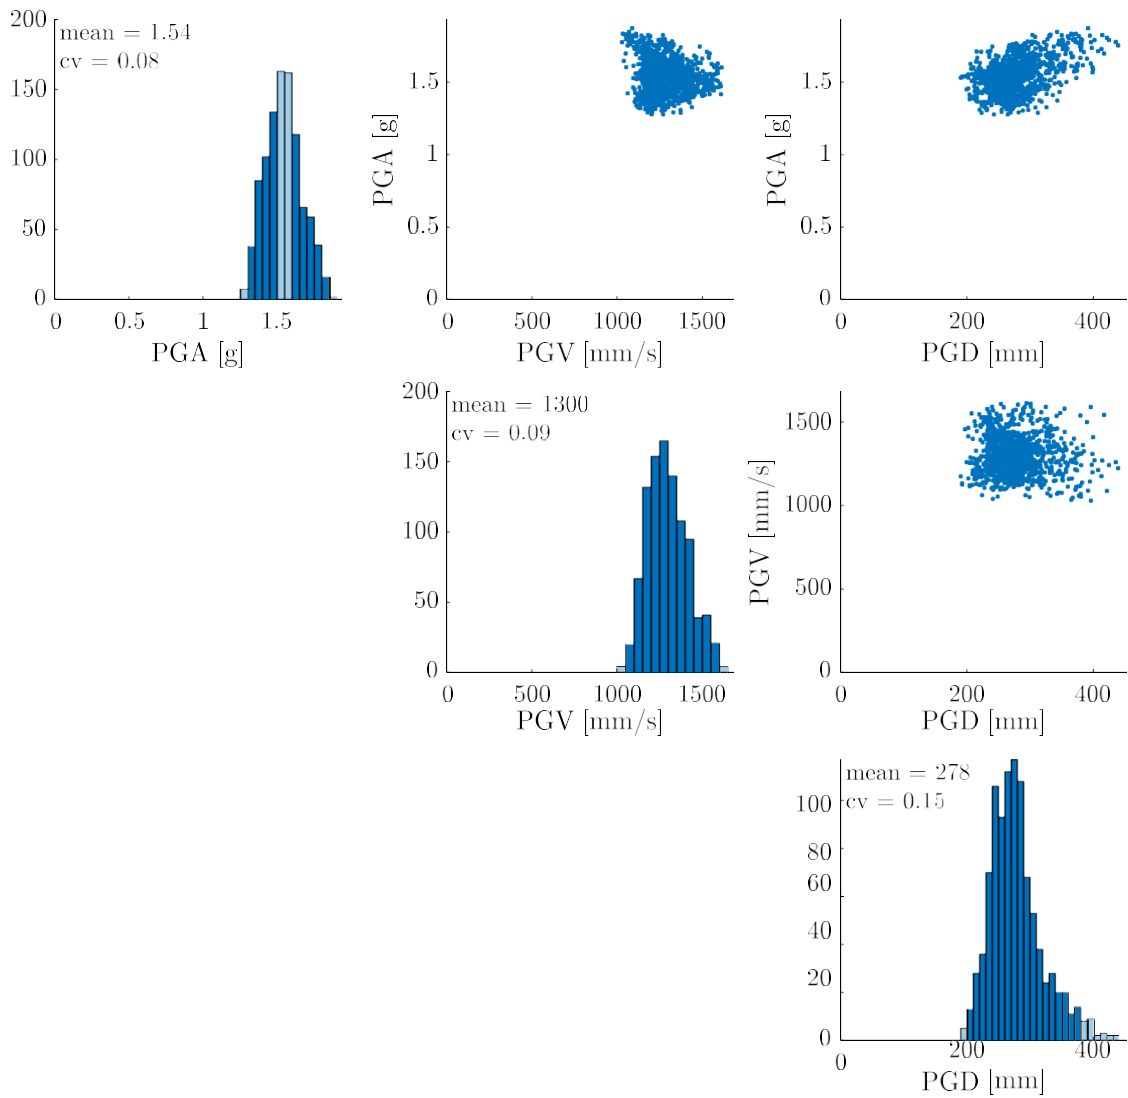 200
150
100
50
0
mean = 1.54
cv = 0.08
0 0.5 1 1.5
PGA [g]
1.5
1
0.5
0
PGA [g]
0 500 1000 1500
PGV [mm/s]
1.5
1
0.5
0
PGA [g]
0 200 400
PGD [mm]
200
150
100
50
0
mean = 1300
cv = 0.09
0 500 1000 1500
PGV [mm/s]
1500
1000
500
0
PGV [mm/s]
0 200 400
PGD [mm]
mean = 278
cv = 0.15
100
80
60
40
20
0
0 200 400
PGD [mm]